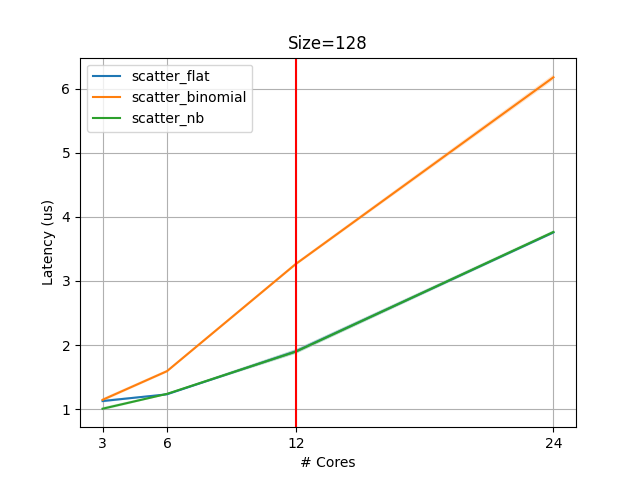 Size=128
scatter_flat
scatter_binomial
scatter_nb
6
5
4
3
2
1
Latency (us)
3 6 12 24
# Cores